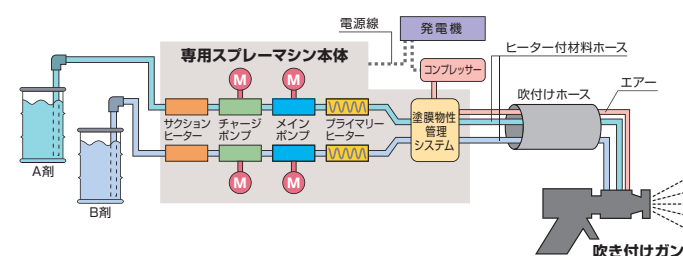 電源線
発電機
専用スプレーマシン本体
ヒーター付材料ホース
コンプレッサー
エアー
吹付けホース
M
M
サクション
ヒーター
チャージ
ポンプ
メイン
ポンプ
プライマリー
ヒーター
塗膜物性
管理
システム
A剤
B剤
M
M
吹き付けガン